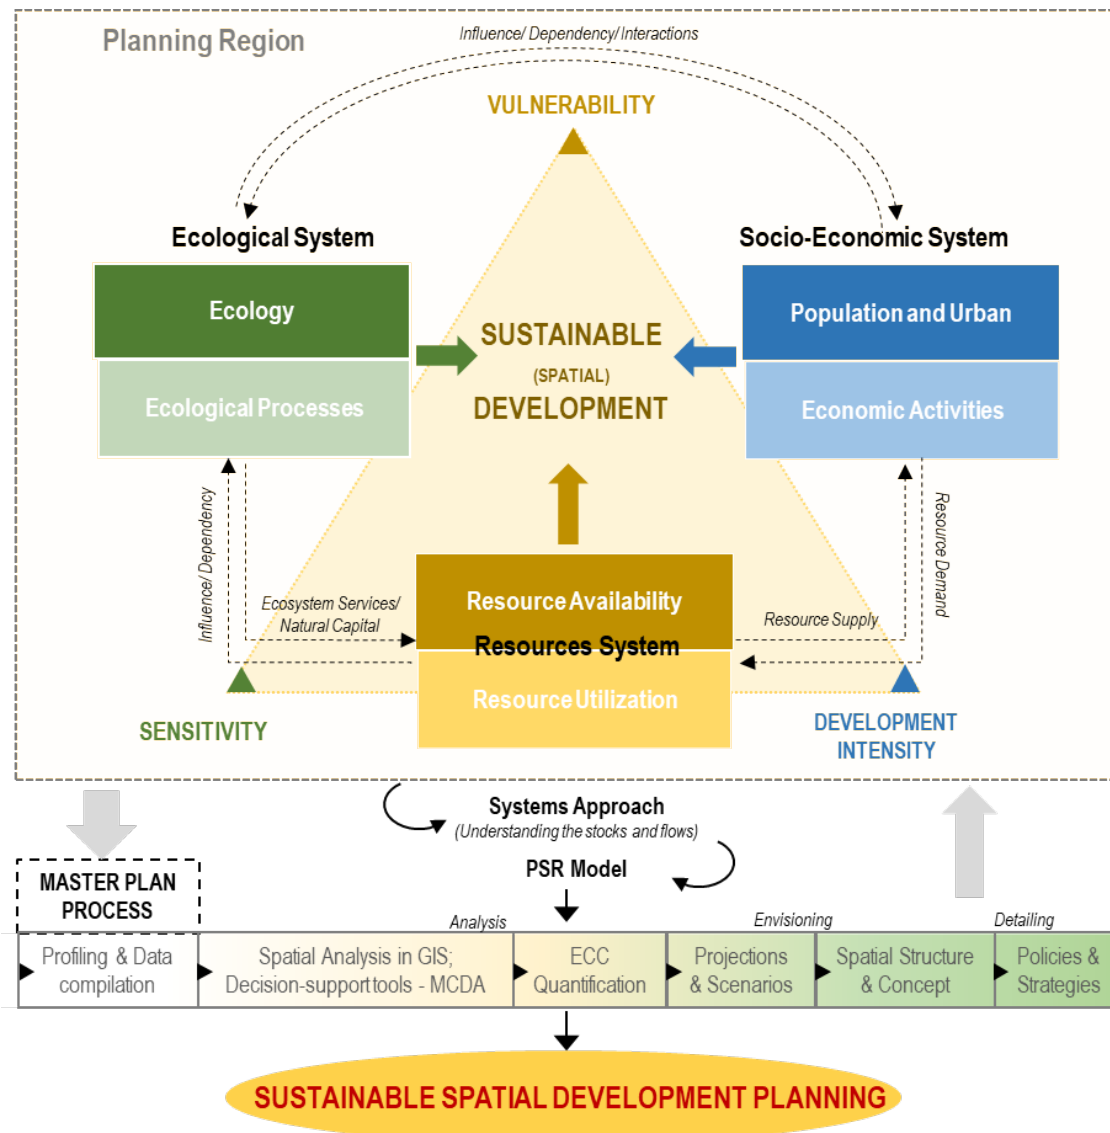 Planning Region
Influence/ Dependency/ Interactions
VULNERABILITY
Ecological System
Socio-Economic System
Ecology
Population and Urban
SUSTAINABLE
(SPATIAL)
DEVELOPMENT
Ecological Processes
Economic Activities
Influence/ Dependency
Resource Demand
Ecosystem Services/
Natural Capital
Resource Availability
Resource Supply
Resources System
Resource Utilization
SENSITIVITY
DEVELOPMENT
INTENSITY
Systems Approach
(Understanding the stocks and flows)
PSR Model
MASTER PLAN
PROCESS
Analysis
Envisioning
Detailing
Profiling & Data
compilation
Spatial Analysis in GIS;
Decision-support tools - MCDA
ECC
Quantification
Projections
& Scenarios
Spatial Structure
& Concept
Policies &
Strategies
SUSTAINABLE SPATIAL DEVELOPMENT PLANNING